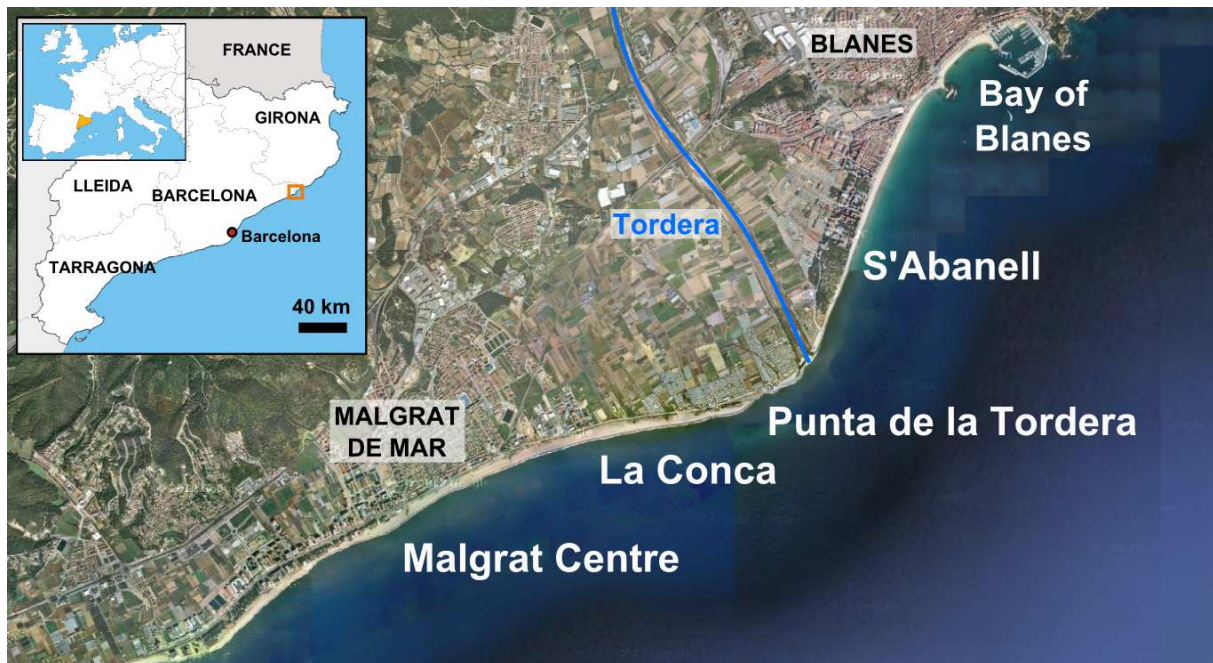 FRANCE
GIRONA
LLEIDA
BARCELONA
Barcelona
TARRAGONA
40 km
BLANES
Bay of
Blanes
Tordera
S'Abanell
MALGRAT
DE MAR
Punta de la Tordera
La Conca
Malgrat Centre